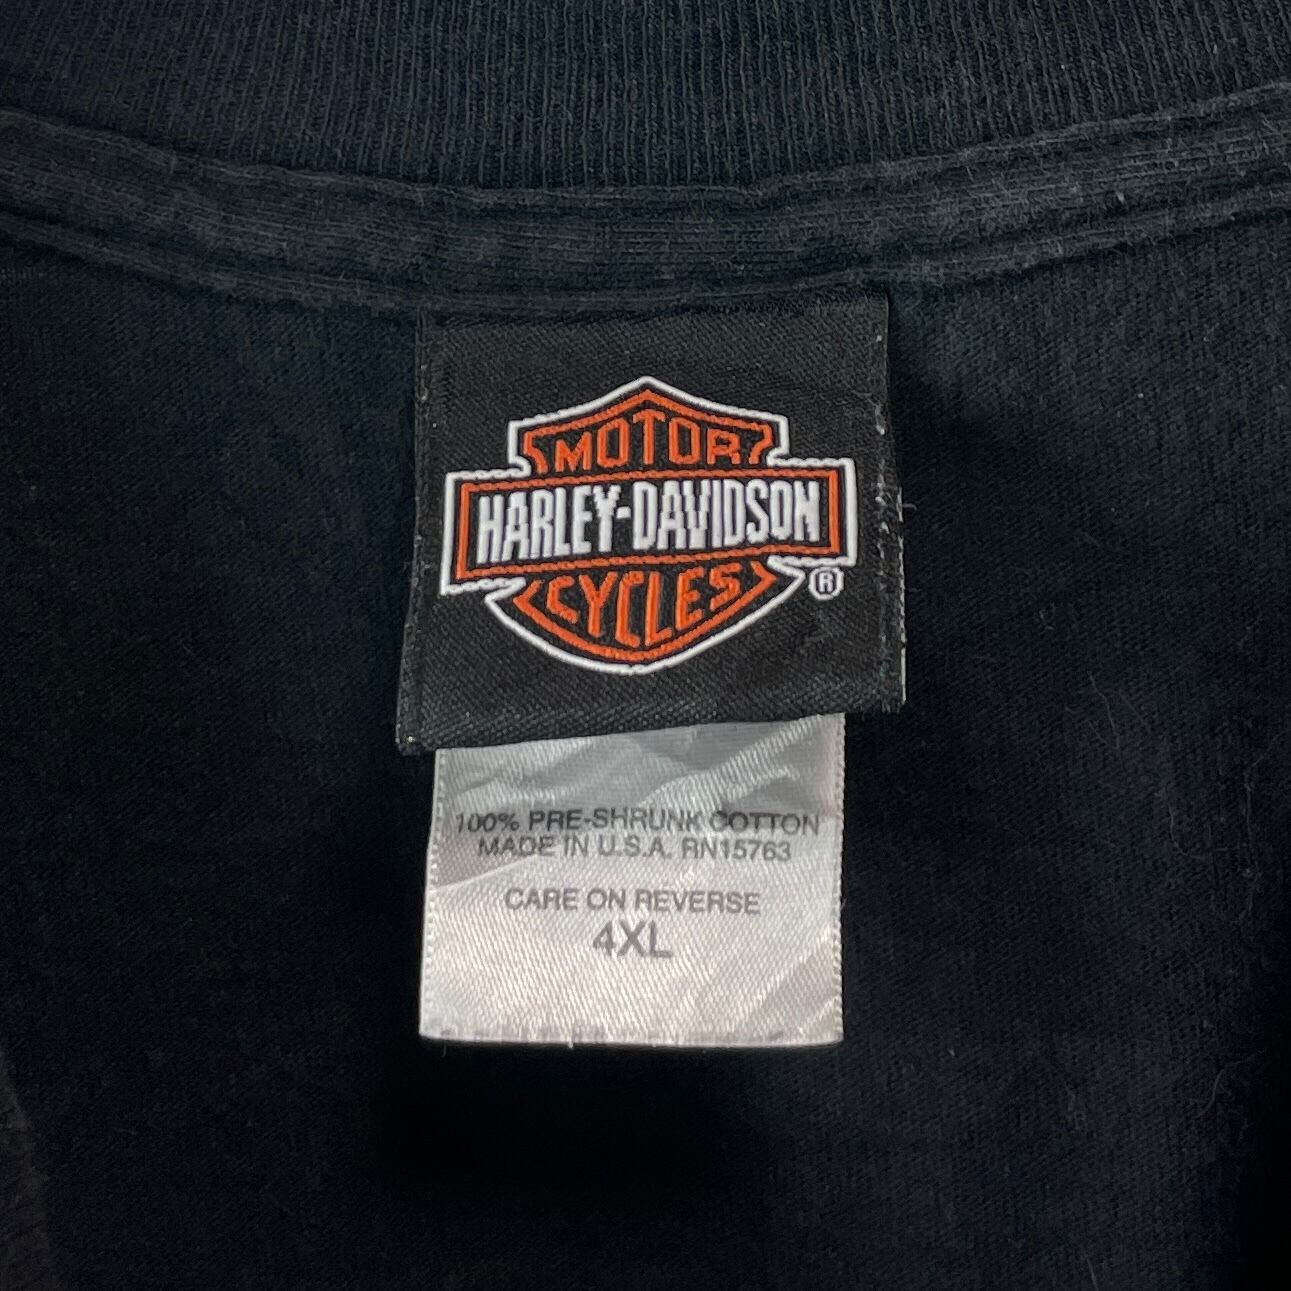 MOTOR
HARLEY-DAVIDSON
CYCLES
®
100% PRE-SHRUNK COTTON
MADE IN U.S.A. RN15763
CARE ON REVERSE
4XL